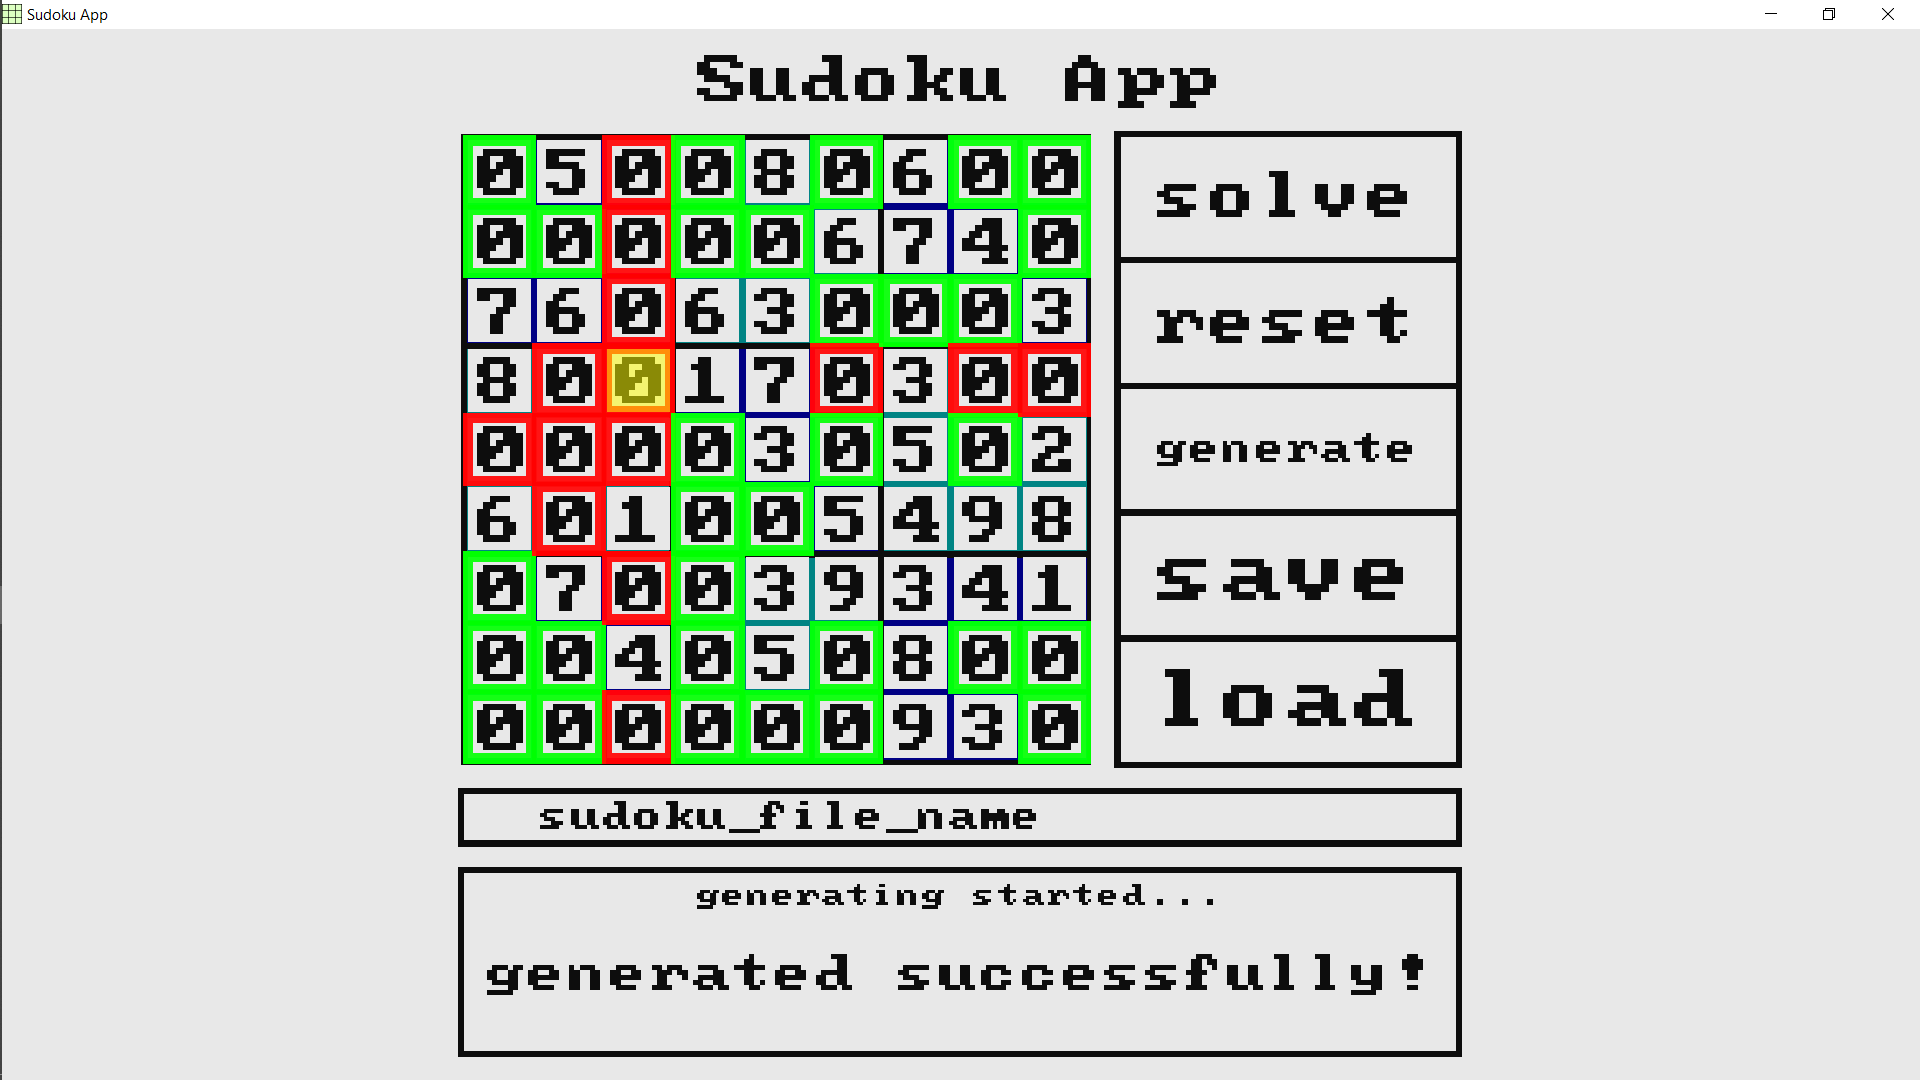 Sudoku App
Sudoku App
0 5 0 0 8 0 6 0 0
0 0 0 0 0 6 7 4 0
7 6 0 6 3 0 0 0 3
8 0 0 1 7 0 3 0 0
0 0 0 0 3 0 5 0 2
6 0 1 0 0 5 4 9 8
0 7 0 0 3 9 3 4 1
0 0 4 0 5 0 8 0 0
0 0 0 0 0 0 9 3 0
solve
reset
generate
save
load
sudoku_file_name
generating started...
generated successfully!